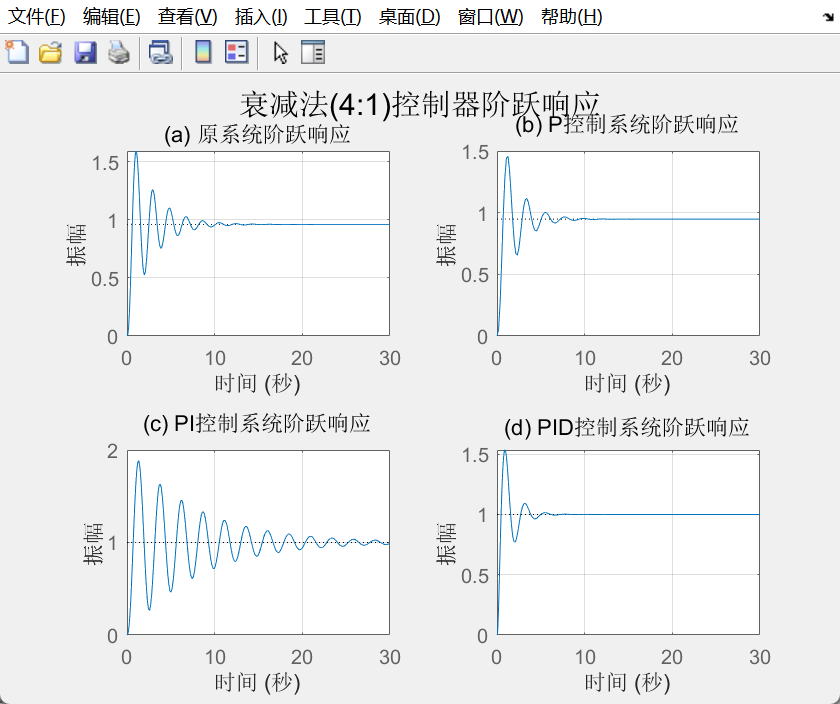 文件(F) 编辑(E) 查看(V) 插入(I) 工具(T) 桌面(D) 窗口(W) 帮助(H)
衰减法(4:1)控制器阶跃响应
(a) 原系统阶跃响应
振幅
1.5
1
0.5
0
0 10 20 30
时间 (秒)
(b) P控制系统阶跃响应
振幅
1.5
1
0.5
0
0 10 20 30
时间 (秒)
(c) PI控制系统阶跃响应
振幅
2
1
0
0 10 20 30
时间 (秒)
(d) PID控制系统阶跃响应
振幅
1.5
1
0.5
0
0 10 20 30
时间 (秒)